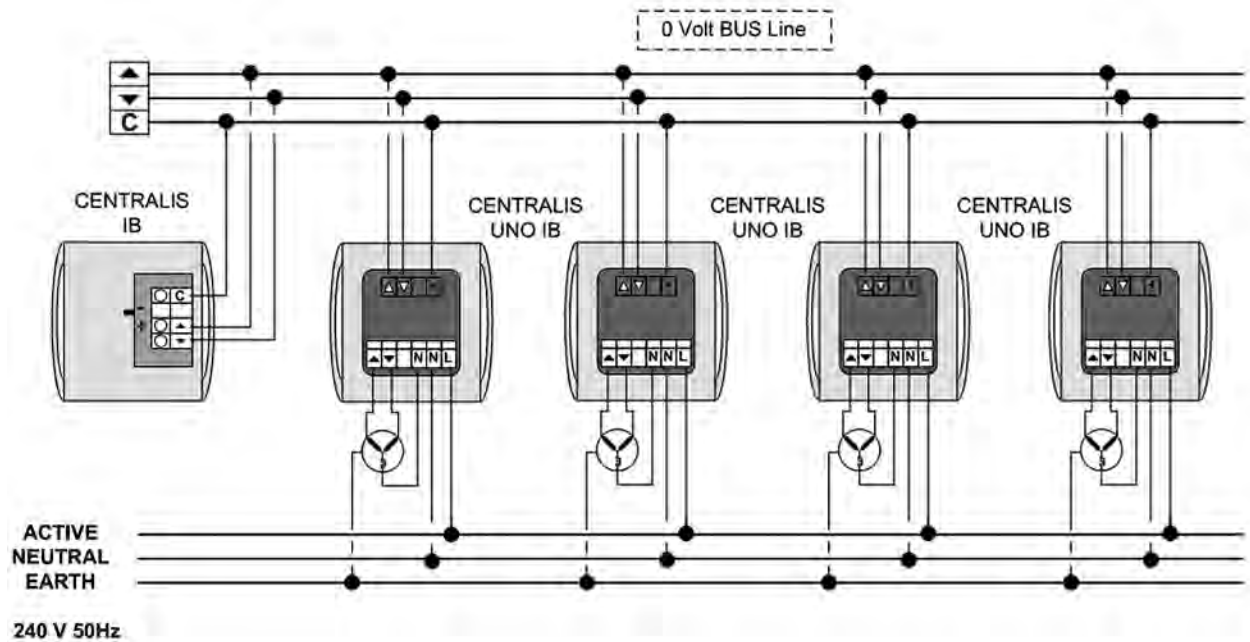 0 Volt BUS Line
▲
▼
C
CENTRALIS
IB
CENTRALIS
UNO IB
CENTRALIS
UNO IB
CENTRALIS
UNO IB
C
▲
▼
△ ▽
△ ▽
△ ▽
△ ▽
▲ ▼ N N L
▲ ▼ N N L
▲ ▼ N N L
▲ ▼ N N L
ACTIVE
NEUTRAL
EARTH
240 V 50Hz